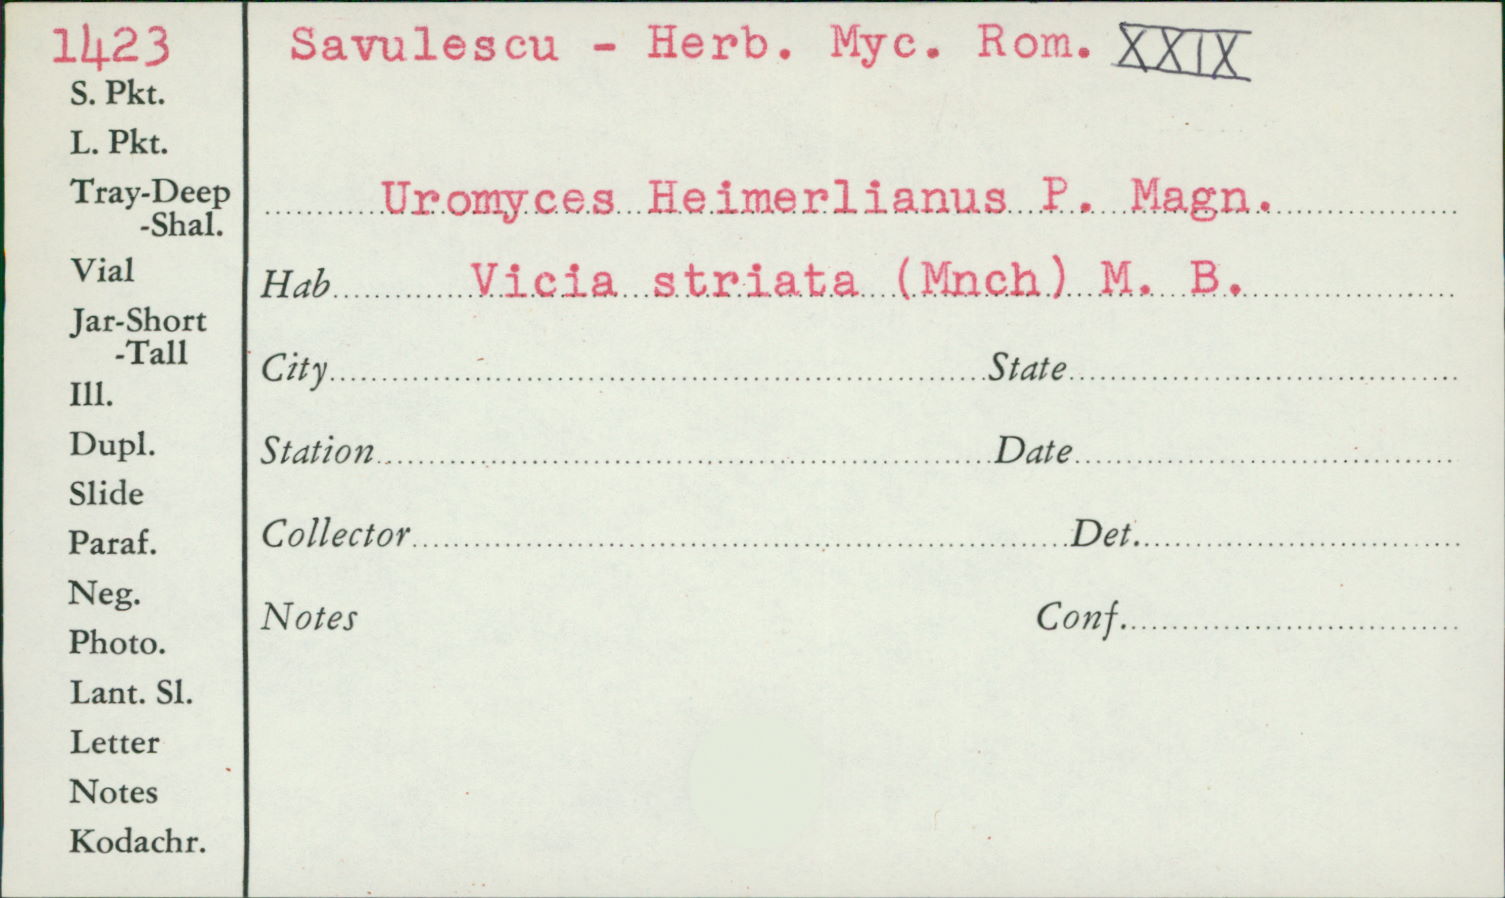 1423
Savulescu - Herb. Myc. Rom. XXIX
S. Pkt.
L. Pkt.
Tray-Deep
-Shal.
Vial
Jar-Short
-Tall
Ill.
Dupl.
Slide
Paraf.
Neg.
Photo.
Lant. Sl.
Letter
Notes
Kodachr.
Uromyces Heimerlianus P. Magn.
Hab Vicia striata (Mnch) M. B.
City State
Station Date
Collector Det.
Notes Conf.